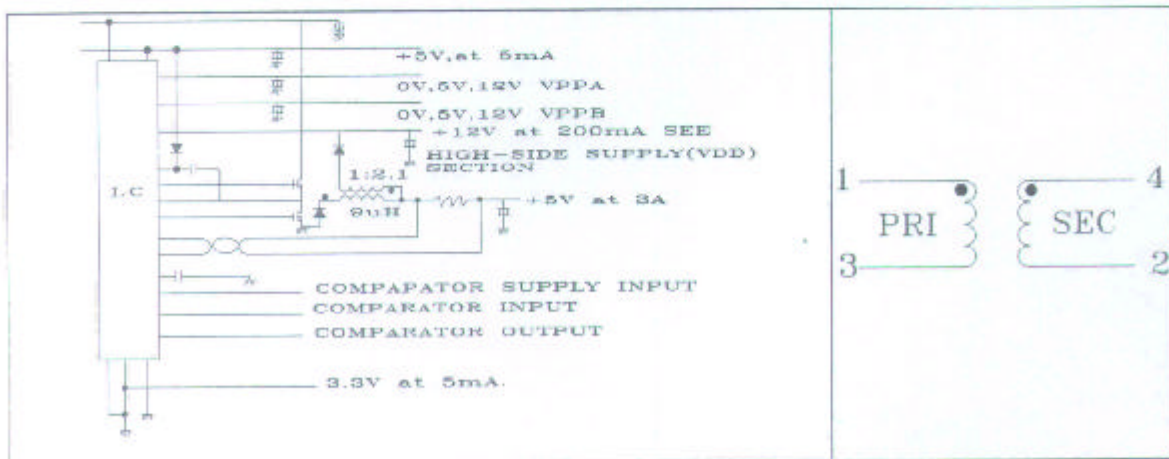 +5V, at 5mA
0V,5V,12V VPPA
0V,5V,12V VPPB
+12V at 200mA SEE
HIGH-SIDE SUPPLY(VDD)
SECTION
1:2.1
I.C
9uH
+5V at 3A
COMPAPATOR SUPPLY INPUT
COMPARATOR INPUT
COMPARATOR OUTPUT
3.3V at 5mA.
1 4
PRI SEC
3 2